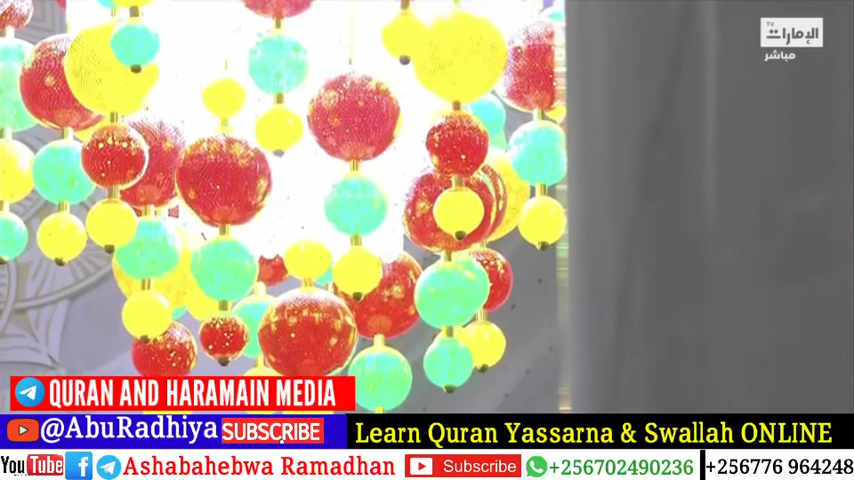 TV
الإمارات
مباشر
QURAN AND HARAMAIN MEDIA
@AbuRadhiya SUBSCRIBE Learn Quran Yassarna & Swallah ONLINE
YouTube Ashabahebwa Ramadhan Subscribe +256702490236 +256776 964248